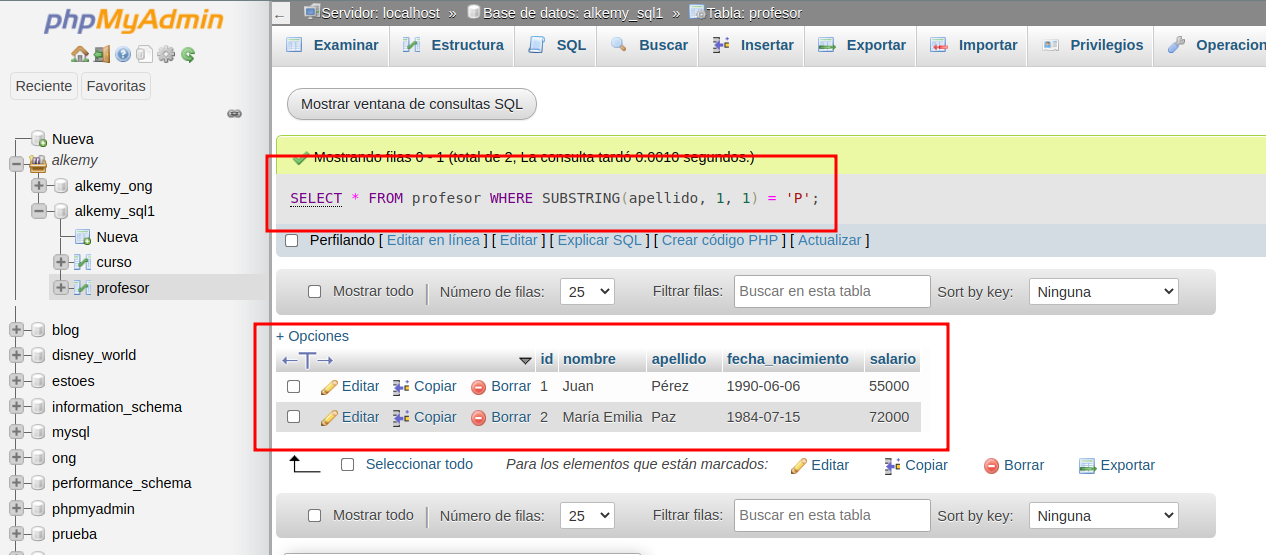 phpMyAdmin
Reciente Favoritas
Nueva
alkemy
alkemy_ong
alkemy_sql1
Nueva
curso
profesor
blog
disney_world
estoes
information_schema
mysql
ong
performance_schema
phpmyadmin
prueba
← Servidor: localhost » Base de datos: alkemy_sql1 » Tabla: profesor
Examinar Estructura SQL Buscar Insertar Exportar Importar Privilegios Operacion
Mostrar ventana de consultas SQL
Mostrando filas 0 - 1 (total de 2, La consulta tardó 0.0010 segundos.)
SELECT * FROM profesor WHERE SUBSTRING(apellido, 1, 1) = 'P';
Perfilando [ Editar en línea ] [ Editar ] [ Explicar SQL ] [ Crear código PHP ] [ Actualizar ]
Mostrar todo | Número de filas: 25 Filtrar filas: Buscar en esta tabla Sort by key: Ninguna
+ Opciones
←T→ id nombre apellido fecha_nacimiento salario
Editar Copiar Borrar 1 Juan Pérez 1990-06-06 55000
Editar Copiar Borrar 2 María Emilia Paz 1984-07-15 72000
Seleccionar todo Para los elementos que están marcados: Editar Copiar Borrar Exportar
Mostrar todo | Número de filas: 25 Filtrar filas: Buscar en esta tabla Sort by key: Ninguna